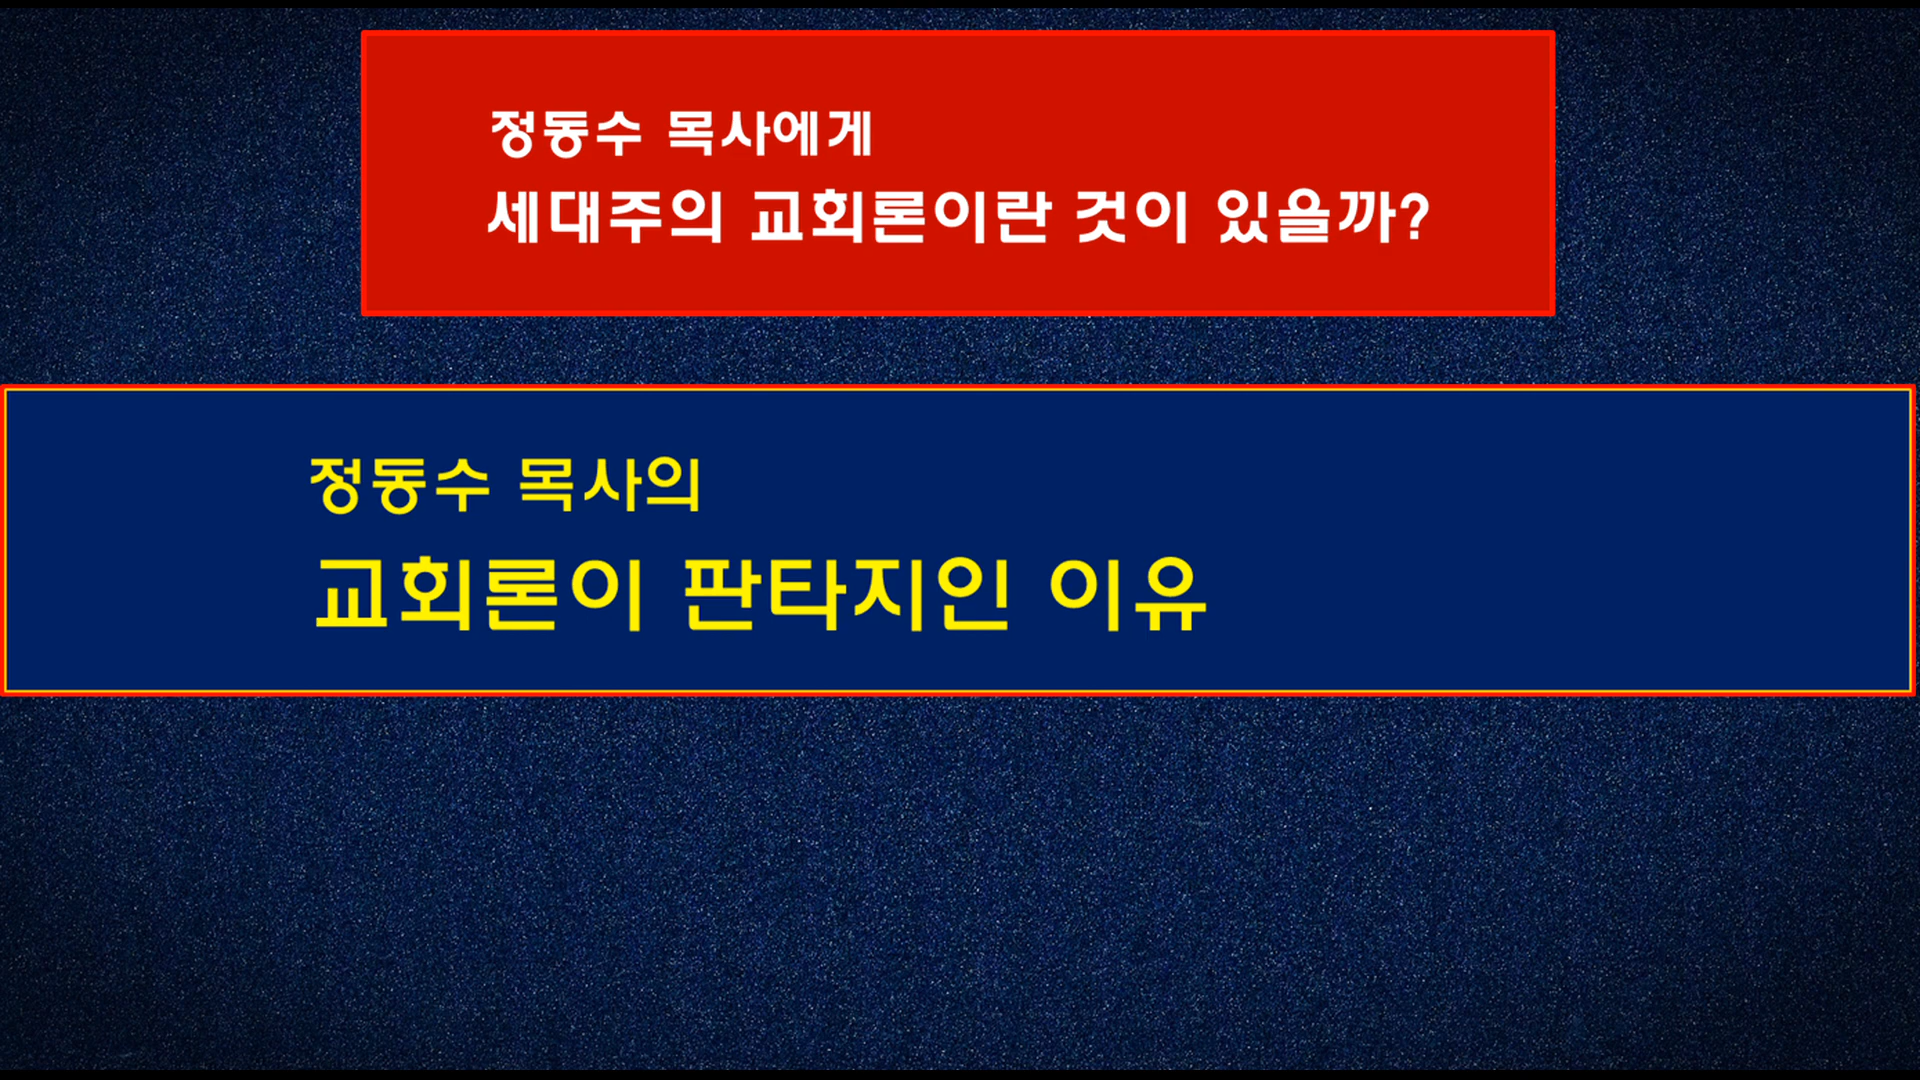 정동수 목사에게
세대주의 교회론이란 것이 있을까?
정동수 목사의
교회론이 판타지인 이유